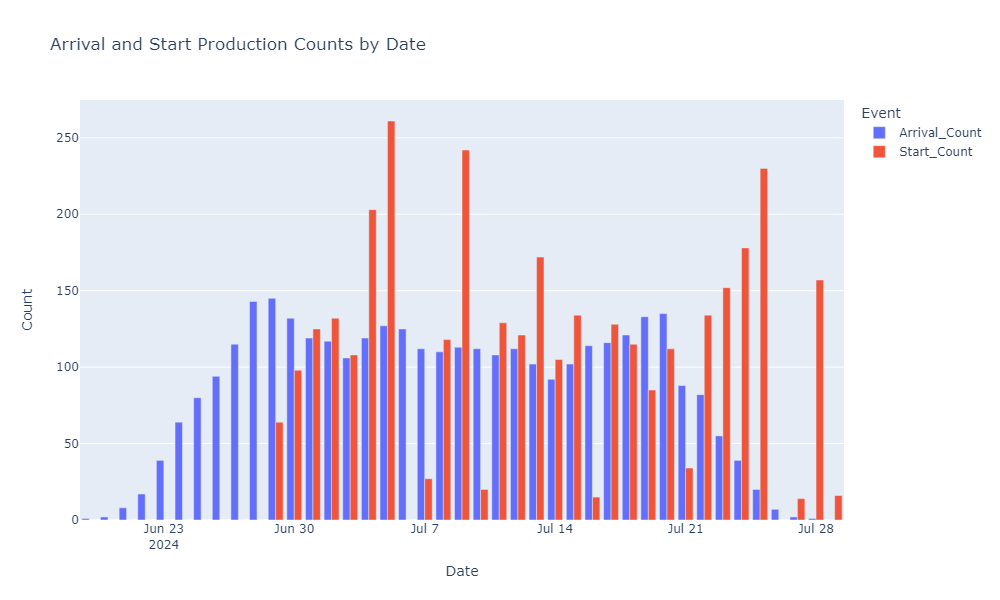 Arrival and Start Production Counts by Date
Event
Arrival_Count
Start_Count
250
200
150
100
50
0
Count
Jun 23
2024
Jun 30
Jul 7
Jul 14
Jul 21
Jul 28
Date